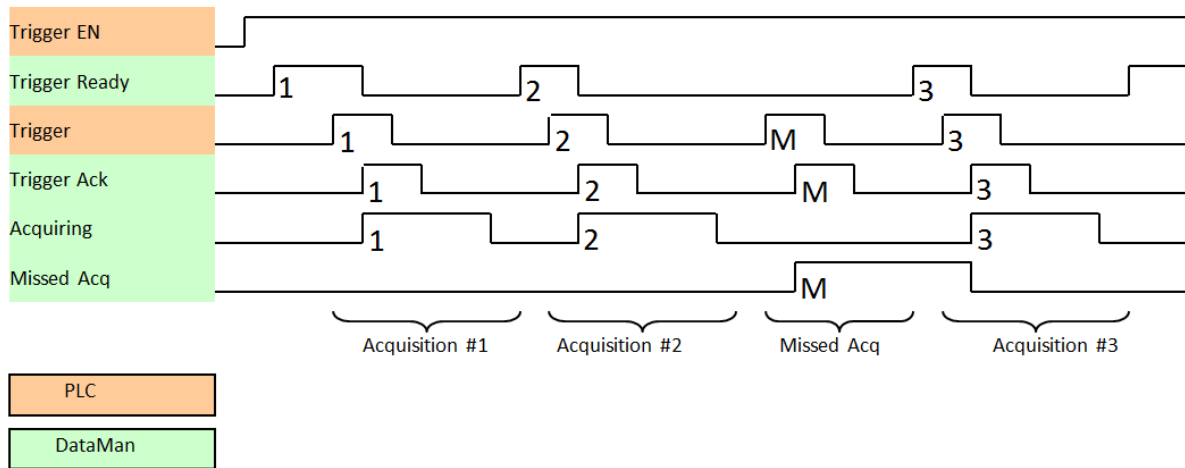 Trigger EN
Trigger Ready
1
2
3
Trigger
1
2
M
3
Trigger Ack
1
2
M
3
Acquiring
1
2
3
Missed Acq
M
Acquisition #1
Acquisition #2
Missed Acq
Acquisition #3
PLC
DataMan